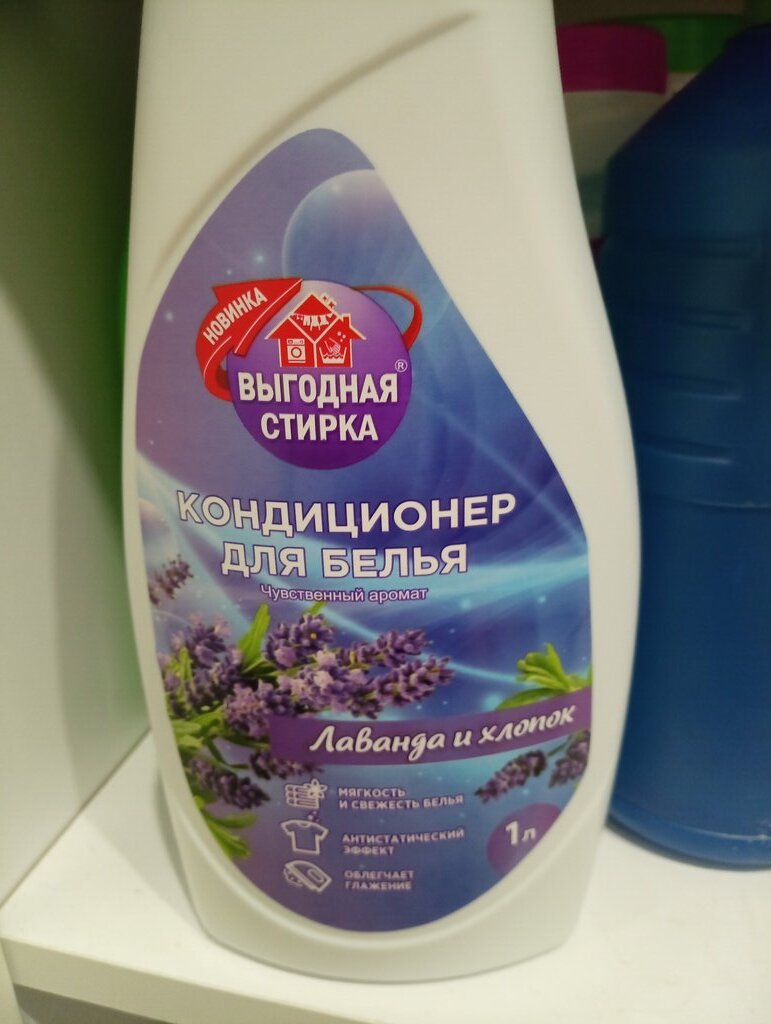 НОВИНКА
ВЫГОДНАЯ ®
СТИРКА
КОНДИЦИОНЕР
ДЛЯ БЕЛЬЯ
Чувственный аромат
Лаванда и хлопок
МЯГКОСТЬ
И СВЕЖЕСТЬ БЕЛЬЯ
АНТИСТАТИЧЕСКИЙ
ЭФФЕКТ
ОБЛЕГЧАЕТ
ГЛАЖЕНИЕ
1л